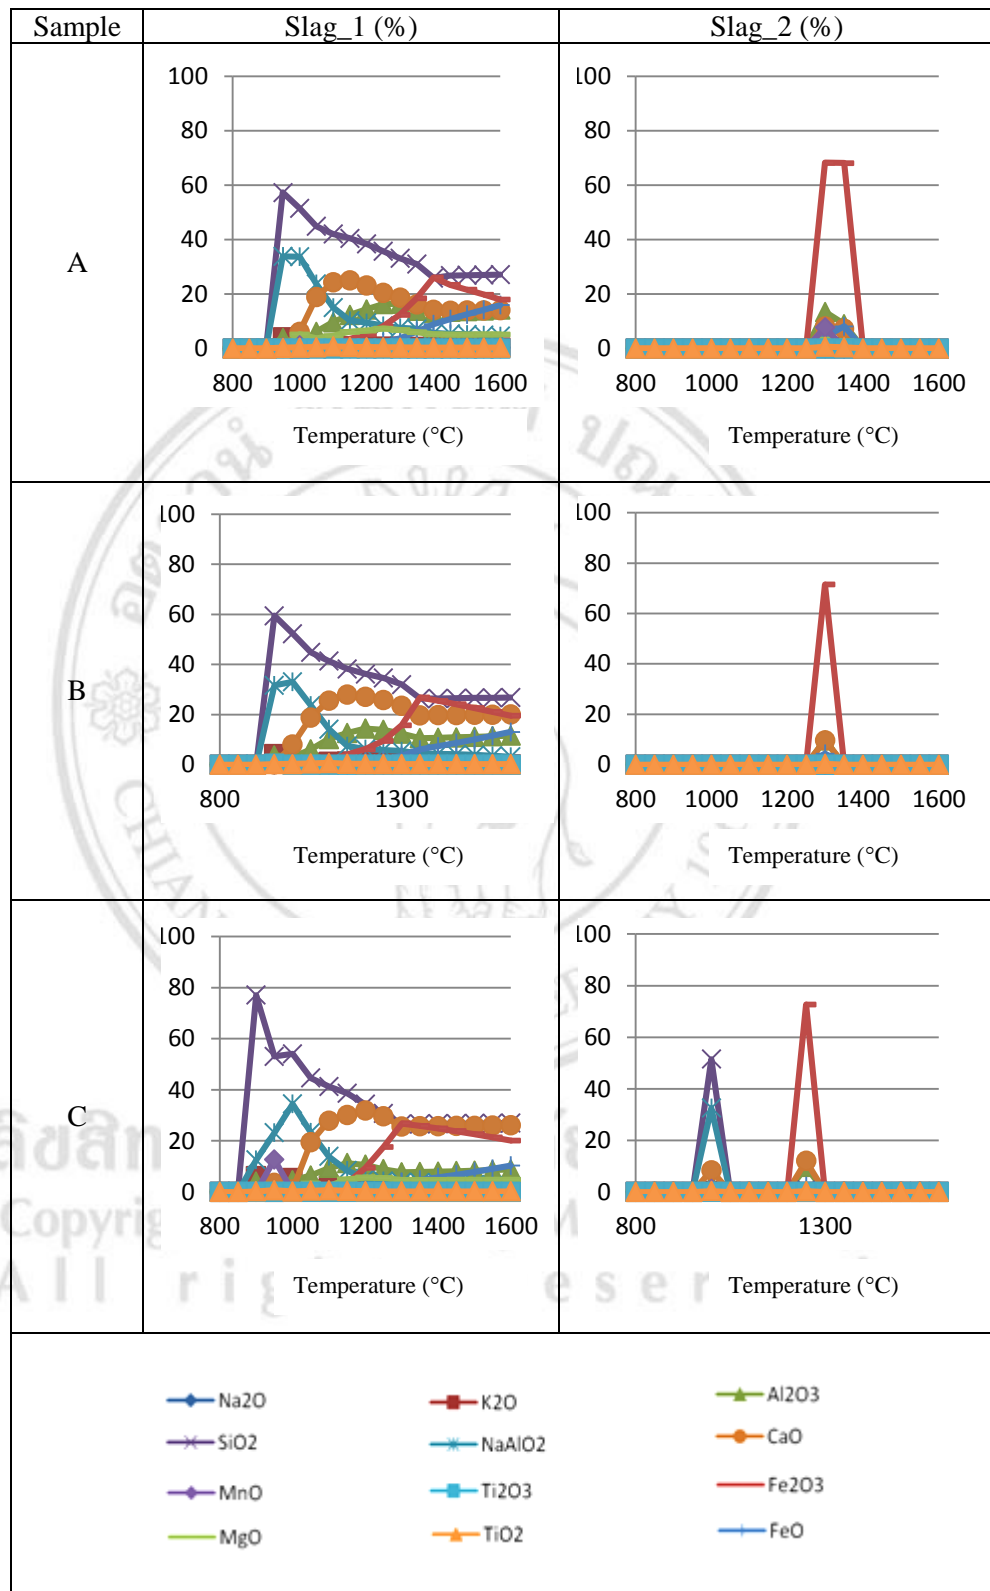 Sample Slag_1 (%) Slag_2 (%)
A
100
80
60
40
20
0
800 1000 1200 1400 1600
Temperature (°C)
100
80
60
40
20
0
800 1000 1200 1400 1600
Temperature (°C)
B
100
80
60
40
20
0
800 1300
Temperature (°C)
100
80
60
40
20
0
800 1000 1200 1400 1600
Temperature (°C)
C
100
80
60
40
20
0
800 1000 1200 1400 1600
Temperature (°C)
100
80
60
40
20
0
800 1300
Temperature (°C)
Na2O K2O Al2O3
SiO2 NaAlO2 CaO
MnO Ti2O3 Fe2O3
MgO TiO2 FeO